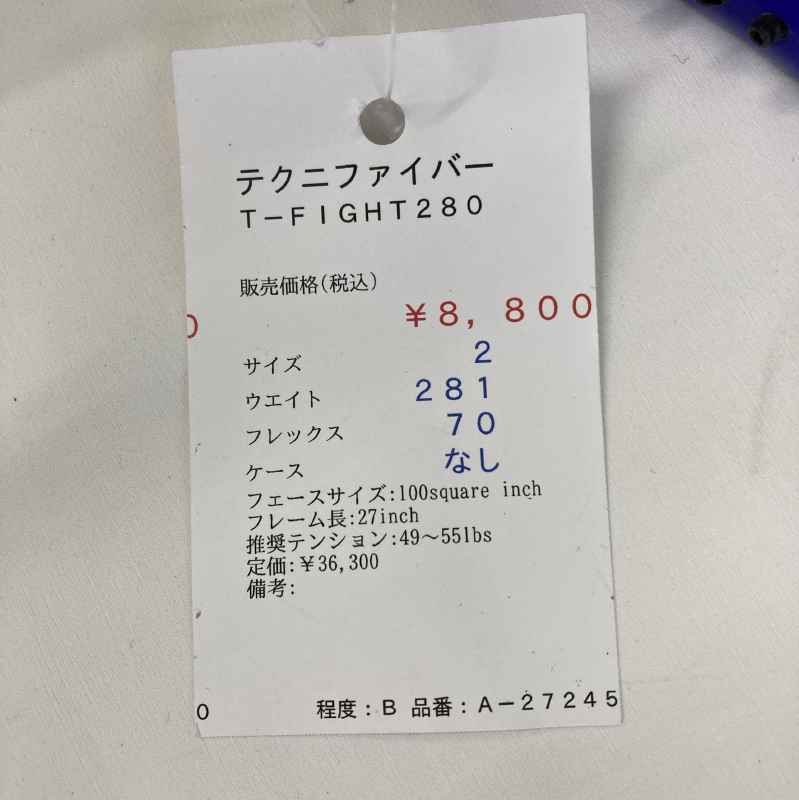 テクニファイバー
T－FIGHT280
販売価格(税込)
￥8，800
0
サイズ 2
ウエイト 281
フレックス 70
ケース なし
フェースサイズ:100square inch
フレーム長:27inch
推奨テンション:49～55lbs
定価:￥36,300
備考:
0 程度：B 品番：A－27245